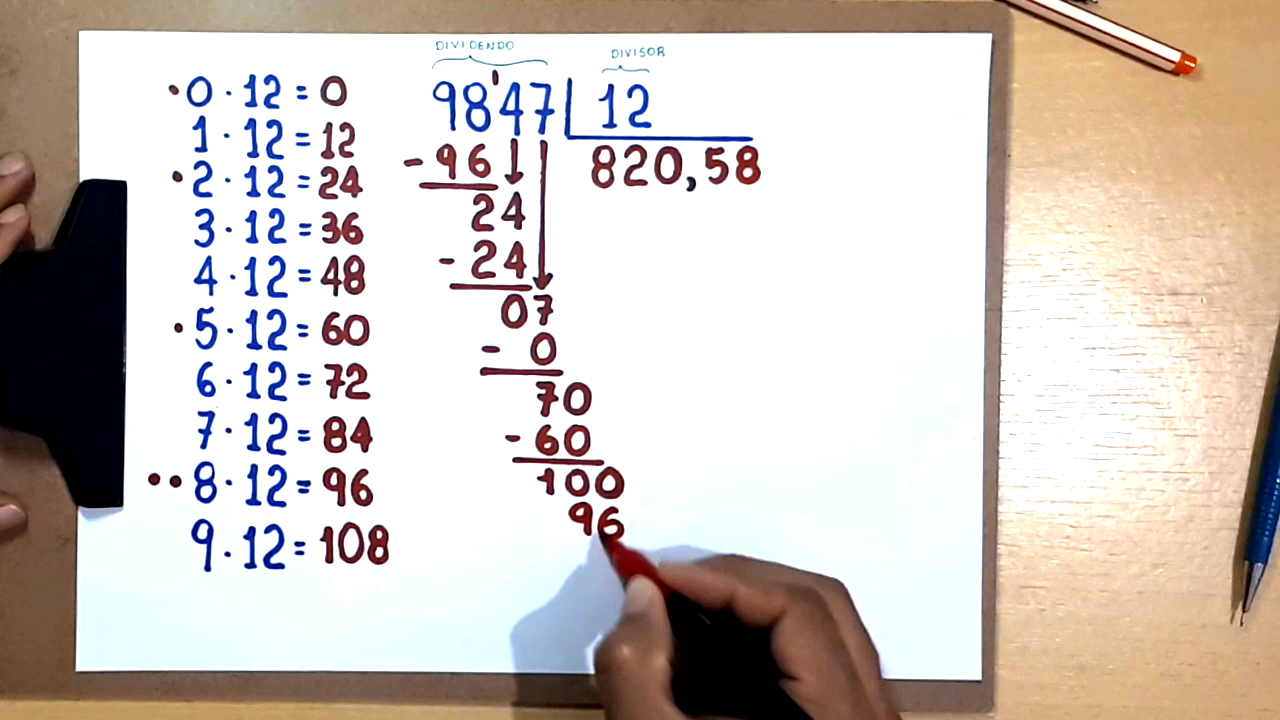 DIVIDENDO DIVISOR
0 · 12 = 0
1 · 12 = 12
2 · 12 = 24
3 · 12 = 36
4 · 12 = 48
5 · 12 = 60
6 · 12 = 72
7 · 12 = 84
8 · 12 = 96
9 · 12 = 108
9847 12
- 96 820,58
24
- 24
07
- 0
70
- 60
100
96